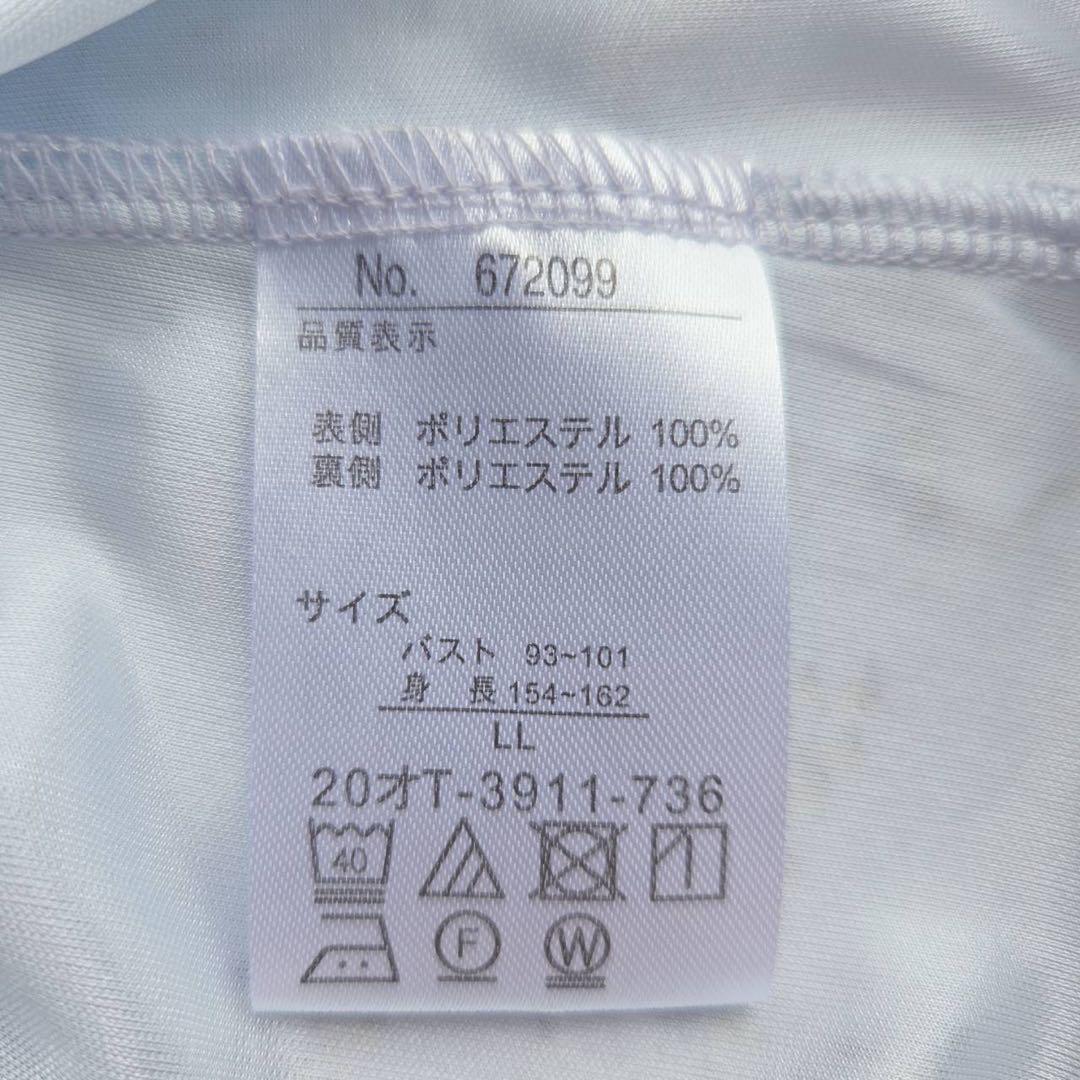 No. 672099
品質表示
表側 ポリエステル 100%
裏側 ポリエステル 100%
サイズ
バスト 93~101
身 長 154~162
LL
20オT-3911-736
40
F W